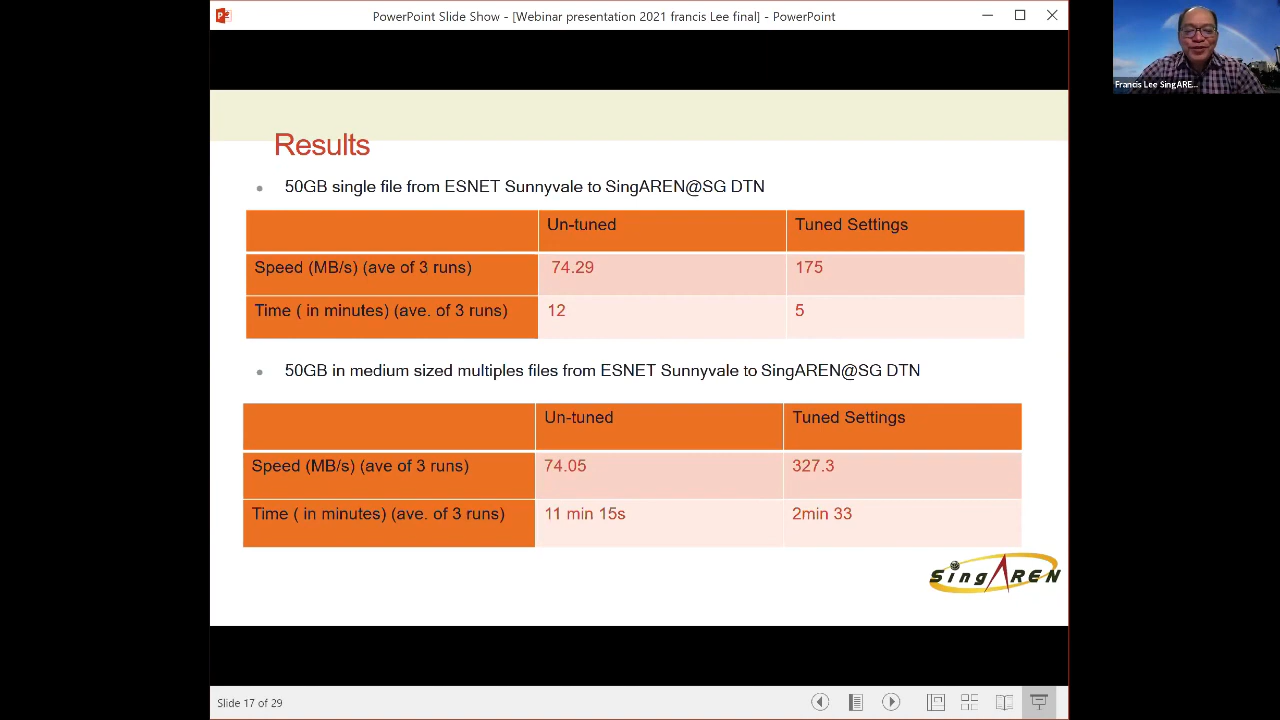 PowerPoint Slide Show - [Webinar presentation 2021 francis Lee final] - PowerPoint
Francis Lee SingARE...
Results
50GB single file from ESNET Sunnyvale to SingAREN@SG DTN
Un-tuned
Tuned Settings
Speed (MB/s) (ave of 3 runs)
74.29
175
Time ( in minutes) (ave. of 3 runs)
12
5
50GB in medium sized multiples files from ESNET Sunnyvale to SingAREN@SG DTN
Un-tuned
Tuned Settings
Speed (MB/s) (ave of 3 runs)
74.05
327.3
Time ( in minutes) (ave. of 3 runs)
11 min 15s
2min 33
SingAREN
Slide 17 of 29